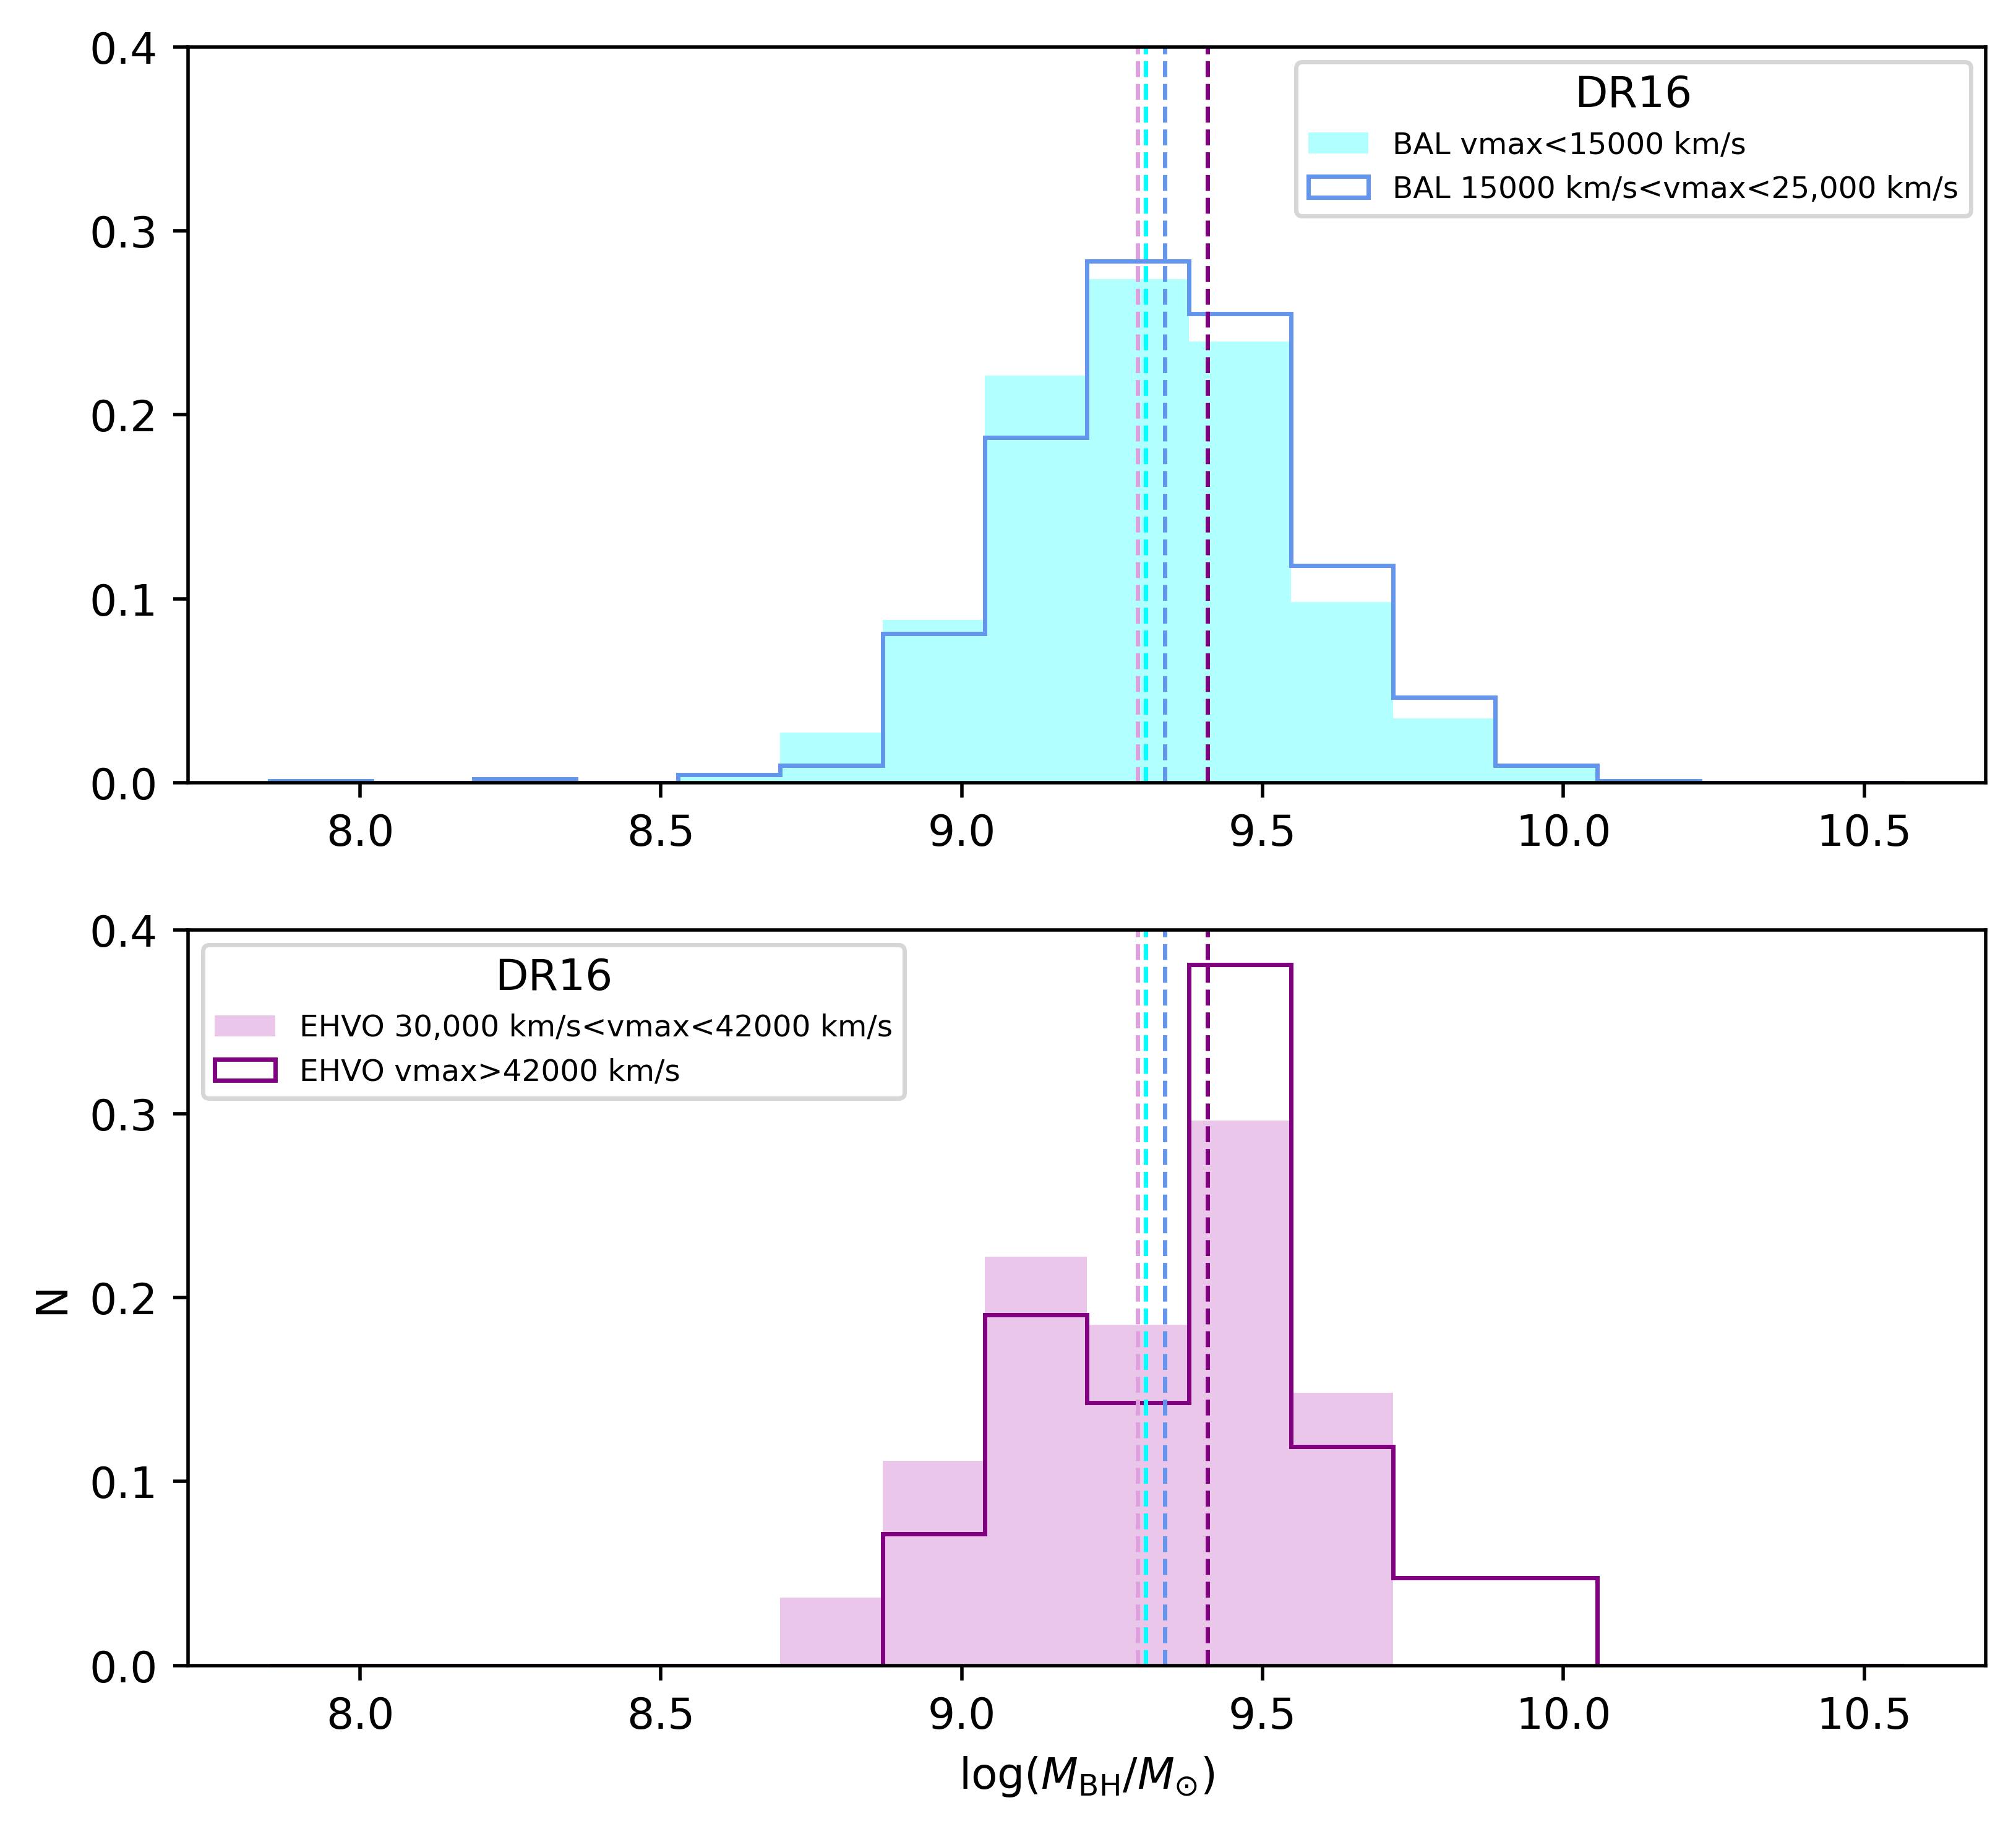 0.4
DR16
BAL vmax<15000 km/s
BAL 15000 km/s<vmax<25,000 km/s
0.3
0.2
0.1
0.0
8.0 8.5 9.0 9.5 10.0 10.5
0.4
DR16
EHVO 30,000 km/s<vmax<42000 km/s
EHVO vmax>42000 km/s
0.3
N
0.2
0.1
0.0
8.0 8.5 9.0 9.5 10.0 10.5
log(M_BH/M_⊙)